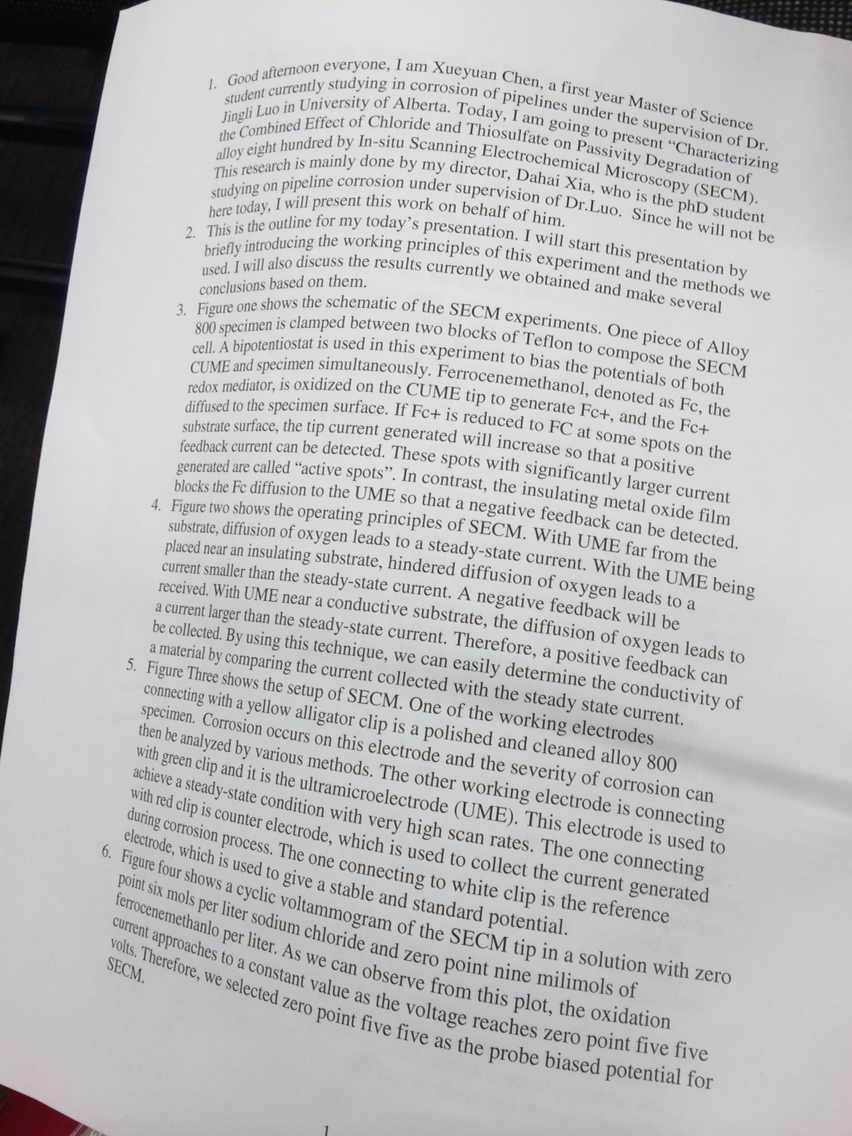 1. Good afternoon everyone, I am Xueyuan Chen, a first year Master of Science
student currently studying in corrosion of pipelines under the supervision of Dr.
Jingli Luo in University of Alberta. Today, I am going to present “Characterizing
the Combined Effect of Chloride and Thiosulfate on Passivity Degradation of
alloy eight hundred by In-situ Scanning Electrochemical Microscopy (SECM).
This research is mainly done by my director, Dahai Xia, who is the phD student
studying on pipeline corrosion under supervision of Dr.Luo. Since he will not be
here today, I will present this work on behalf of him.
2. This is the outline for my today’s presentation. I will start this presentation by
briefly introducing the working principles of this experiment and the methods we
used. I will also discuss the results currently we obtained and make several
conclusions based on them.
3. Figure one shows the schematic of the SECM experiments. One piece of Alloy
800 specimen is clamped between two blocks of Teflon to compose the SECM
cell. A bipotentiostat is used in this experiment to bias the potentials of both
CUME and specimen simultaneously. Ferrocenemethanol, denoted as Fc, the
redox mediator, is oxidized on the CUME tip to generate Fc+, and the Fc+
diffused to the specimen surface. If Fc+ is reduced to FC at some spots on the
substrate surface, the tip current generated will increase so that a positive
feedback current can be detected. These spots with significantly larger current
generated are called “active spots”. In contrast, the insulating metal oxide film
blocks the Fc diffusion to the UME so that a negative feedback can be detected.
4. Figure two shows the operating principles of SECM. With UME far from the
substrate, diffusion of oxygen leads to a steady-state current. With the UME being
placed near an insulating substrate, hindered diffusion of oxygen leads to a
current smaller than the steady-state current. A negative feedback will be
received. With UME near a conductive substrate, the diffusion of oxygen leads to
a current larger than the steady-state current. Therefore, a positive feedback can
be collected. By using this technique, we can easily determine the conductivity of
a material by comparing the current collected with the steady state current.
5. Figure Three shows the setup of SECM. One of the working electrodes
connecting with a yellow alligator clip is a polished and cleaned alloy 800
specimen. Corrosion occurs on this electrode and the severity of corrosion can
then be analyzed by various methods. The other working electrode is connecting
with green clip and it is the ultramicroelectrode (UME). This electrode is used to
achieve a steady-state condition with very high scan rates. The one connecting
with red clip is counter electrode, which is used to collect the current generated
during corrosion process. The one connecting to white clip is the reference
electrode, which is used to give a stable and standard potential.
6. Figure four shows a cyclic voltammogram of the SECM tip in a solution with zero
point six mols per liter sodium chloride and zero point nine milimols of
ferrocenemethanlo per liter. As we can observe from this plot, the oxidation
current approaches to a constant value as the voltage reaches zero point five five
volts. Therefore, we selected zero point five five as the probe biased potential for
SECM.
1